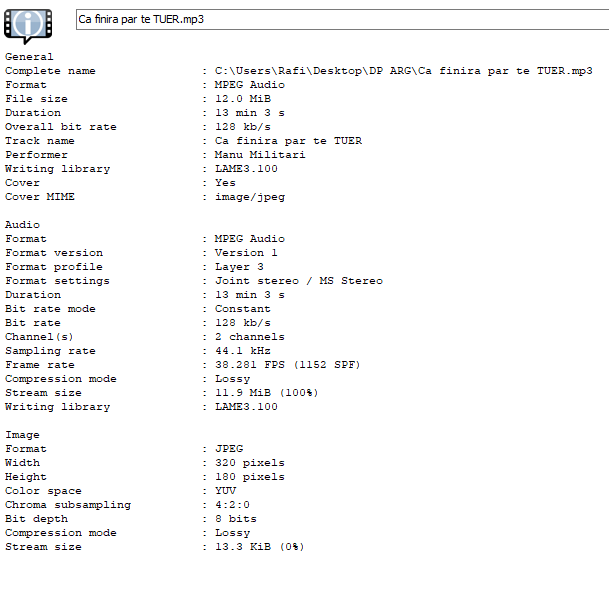 Ca finira par te TUER.mp3
General
Complete name : C:\Users\Rafi\Desktop\DP ARG\Ca finira par te TUER.mp3
Format : MPEG Audio
File size : 12.0 MiB
Duration : 13 min 3 s
Overall bit rate : 128 kb/s
Track name : Ca finira par te TUER
Performer : Manu Militari
Writing library : LAME3.100
Cover : Yes
Cover MIME : image/jpeg
Audio
Format : MPEG Audio
Format version : Version 1
Format profile : Layer 3
Format settings : Joint stereo / MS Stereo
Duration : 13 min 3 s
Bit rate mode : Constant
Bit rate : 128 kb/s
Channel(s) : 2 channels
Sampling rate : 44.1 kHz
Frame rate : 38.281 FPS (1152 SPF)
Compression mode : Lossy
Stream size : 11.9 MiB (100%)
Writing library : LAME3.100
Image
Format : JPEG
Width : 320 pixels
Height : 180 pixels
Color space : YUV
Chroma subsampling : 4:2:0
Bit depth : 8 bits
Compression mode : Lossy
Stream size : 13.3 KiB (0%)